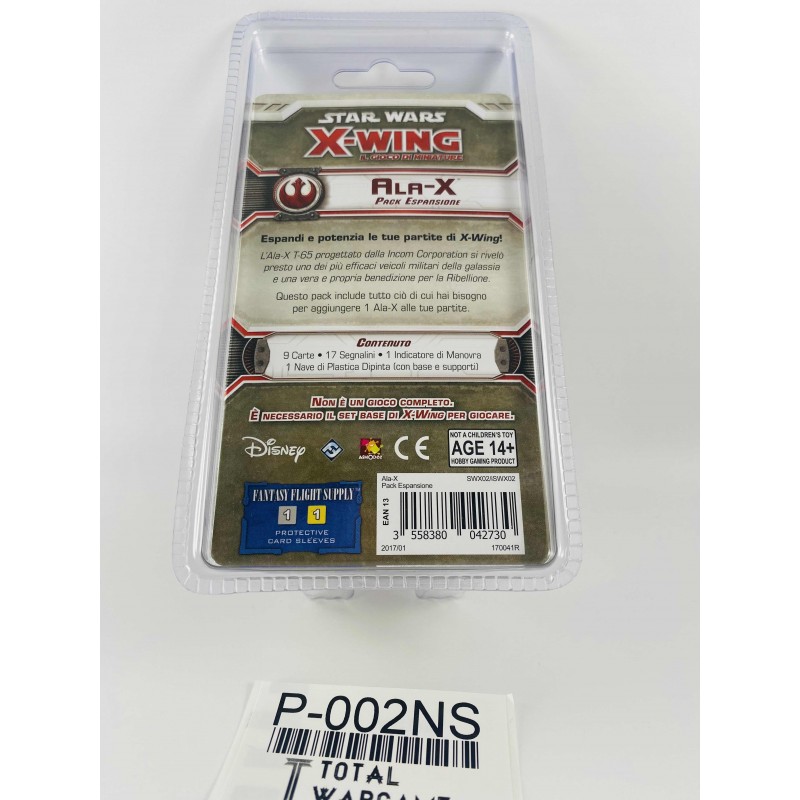 STAR WARS
X-WING
IL GIOCO DI MINIATURE
ALA-X®
PACK ESPANSIONE
Espandi e potenzia le tue partite di X-Wing!
L'Ala-X T-65 progettato dalla Incom Corporation si rivelò
presto uno dei più efficaci veicoli militari della galassia
e una vera e propria benedizione per la Ribellione.
Questo pack include tutto ciò di cui hai bisogno
per aggiungere 1 Ala-X alle tue partite.
CONTENUTO
9 Carte • 17 Segnalini • 1 Indicatore di Manovra
1 Nave di Plastica Dipinta (con base e supporti)
NON È UN GIOCO COMPLETO.
È NECESSARIO IL SET BASE DI X-WING PER GIOCARE.
Disney
ASMODEE
CE
NOT A CHILDREN'S TOY
AGE 14+
HOBBY GAMING PRODUCT
FANTASY FLIGHT SUPPLY™
1 1
PROTECTIVE
CARD SLEEVES
Ala-X SWX02/ISWX02
Pack Espansione
EAN 13
3 558380 042730
2017/01 170041R
P-002NS
TOTAL
WARGAME